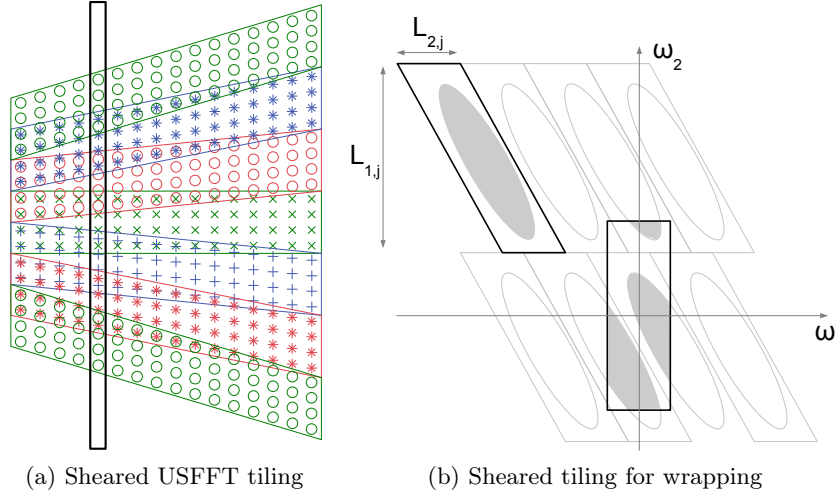 L2,j
ω2
L1,j
ω
(a) Sheared USFFT tiling
(b) Sheared tiling for wrapping